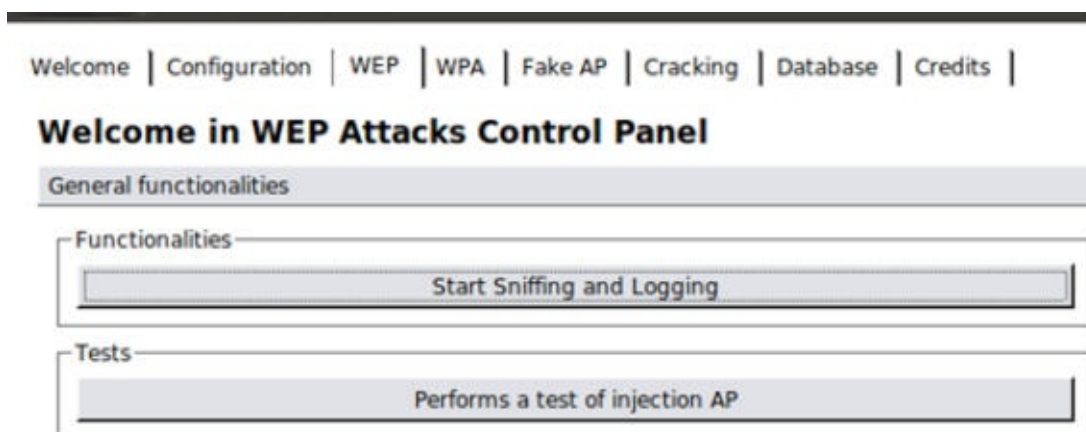 Welcome | Configuration | WEP | WPA | Fake AP | Cracking | Database | Credits |
Welcome in WEP Attacks Control Panel
General functionalities
Functionalities
Start Sniffing and Logging
Tests
Performs a test of injection AP